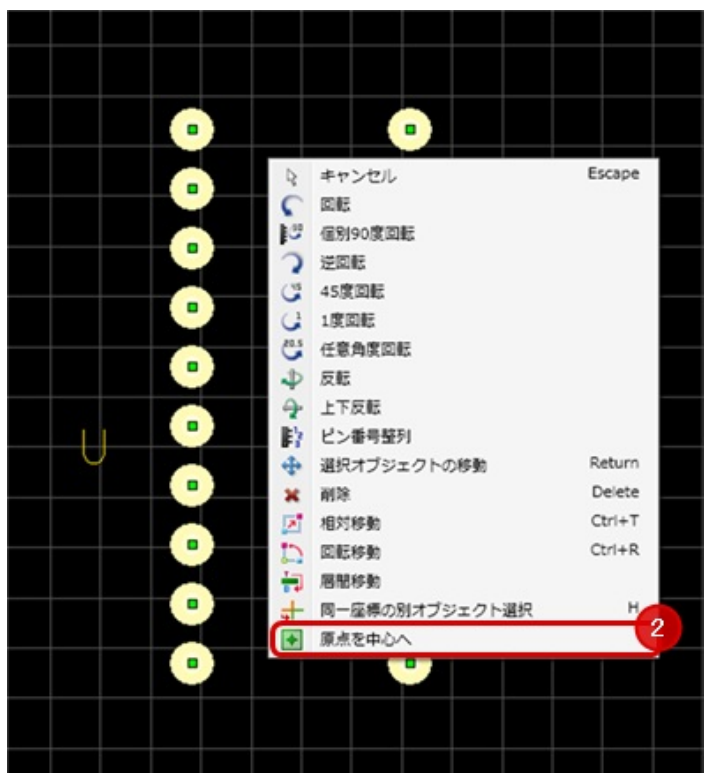 キャンセル Escape
回転
個別90度回転
逆回転
45度回転
1度回転
任意角度回転
反転
上下反転
ピン番号整列
選択オブジェクトの移動 Return
削除 Delete
相対移動 Ctrl+T
回転移動 Ctrl+R
層間移動
同一座標の別オブジェクト選択 H
2
原点を中心へ
U